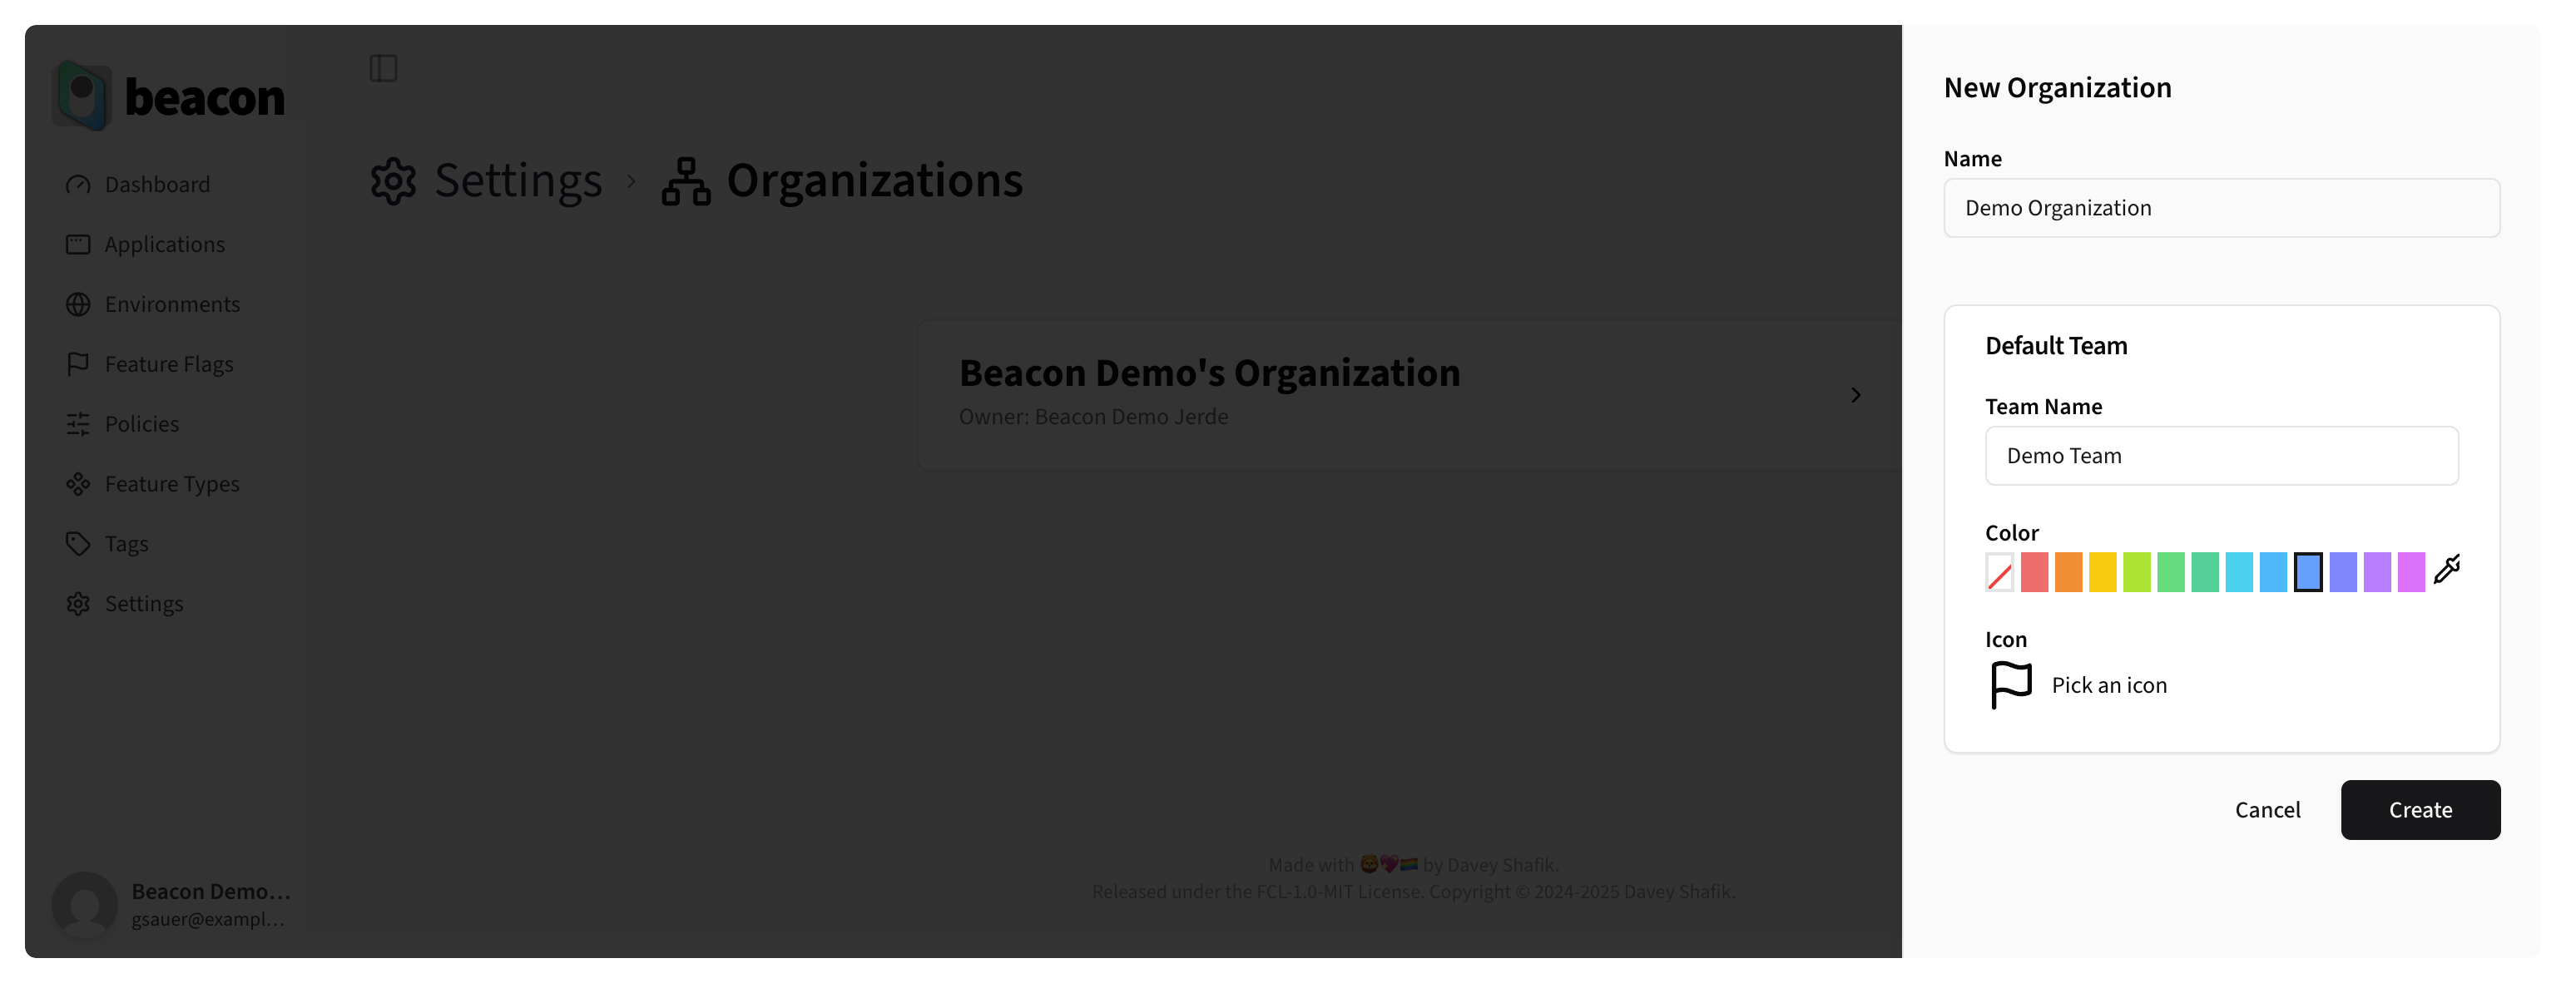 beacon
Dashboard
Applications
Environments
Feature Flags
Policies
Feature Types
Tags
Settings
Beacon Demo...
gsauer@exampl...
Settings > Organizations
Beacon Demo's Organization
Owner: Beacon Demo Jerde
Made with 🦁💖🏳️‍🌈 by Davey Shafik.
Released under the FCL-1.0-MIT License. Copyright © 2024-2025 Davey Shafik.
New Organization
Name
Demo Organization
Default Team
Team Name
Demo Team
Color
Icon
Pick an icon
Cancel
Create